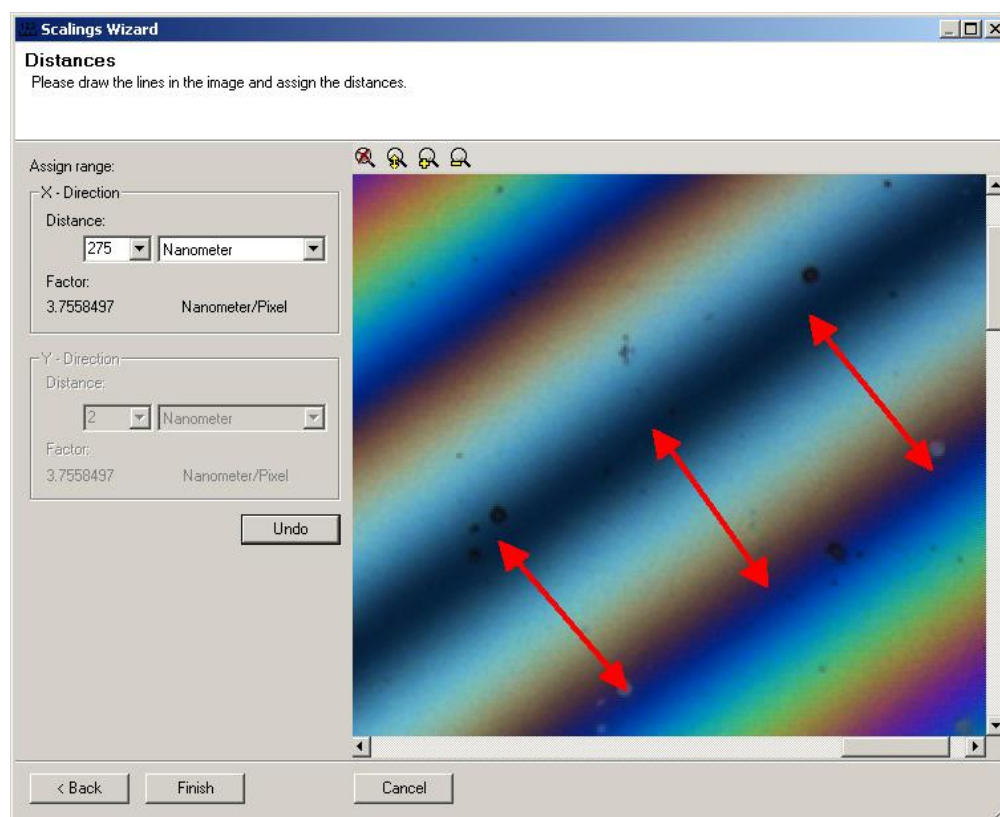 Scalings Wizard
Distances
Please draw the lines in the image and assign the distances.
Assign range:
X - Direction
Distance:
275 Nanometer
Factor:
3.7558497 Nanometer/Pixel
Y - Direction
Distance:
2 Nanometer
Factor:
3.7558497 Nanometer/Pixel
Undo
< Back Finish Cancel